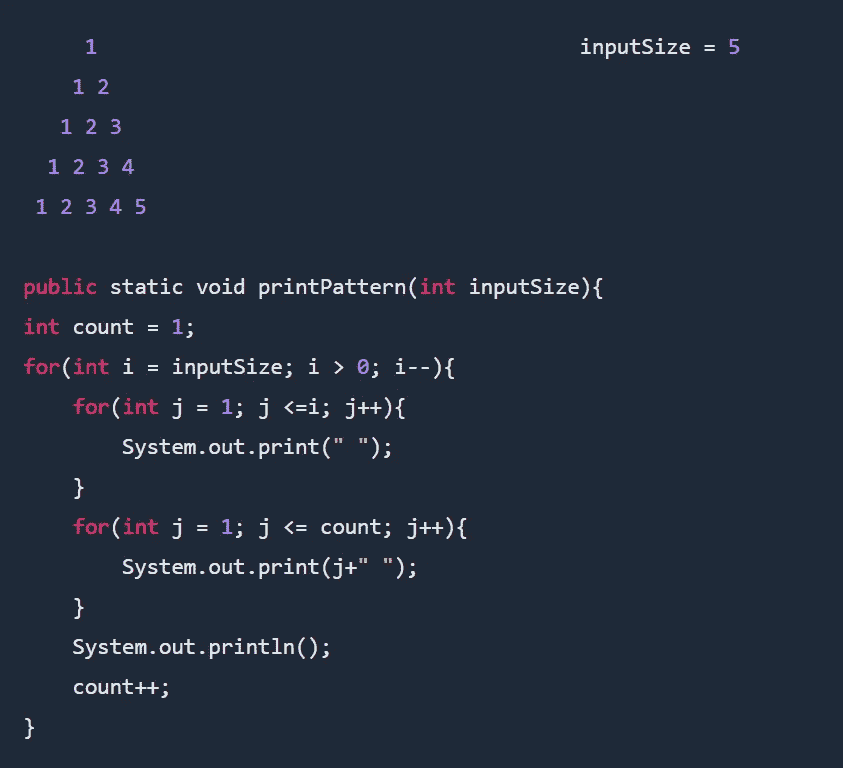 1                                       inputSize = 5
    1 2
   1 2 3
  1 2 3 4
 1 2 3 4 5
public static void printPattern(int inputSize){
int count = 1;
for(int i = inputSize; i > 0; i--){
    for(int j = 1; j <=i; j++){
        System.out.print(" ");
    }
    for(int j = 1; j <= count; j++){
        System.out.print(j+" ");
    }
    System.out.println();
    count++;
}